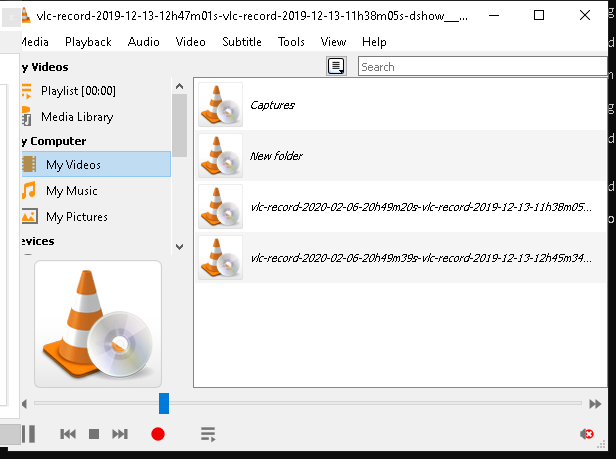 vlc-record-2019-12-13-12h47m01s-vlc-record-2019-12-13-11h38m05s-dshow__...
Media Playback Audio Video Subtitle Tools View Help
y Videos
Search
Playlist [00:00]
Media Library
y Computer
My Videos
My Music
My Pictures
evices
Captures
New folder
vlc-record-2020-02-06-20h49m20s-vlc-record-2019-12-13-11h38m05...
vlc-record-2020-02-06-20h49m39s-vlc-record-2019-12-13-12h45m34...